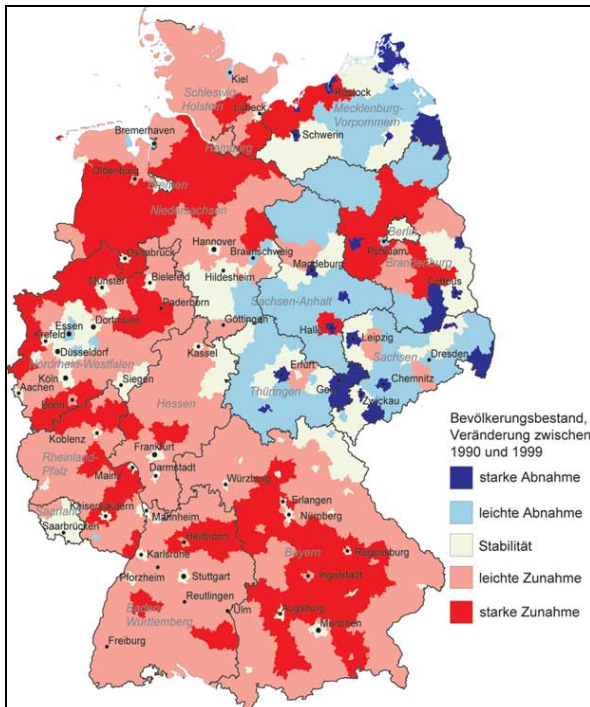 Kiel
Schleswig-
Holstein
Rostock
Lübeck
Mecklenburg-
Vorpommern
Schwerin
Bremerhaven
Hamburg
Oldenburg
Bremen
Niedersachsen
Berlin
Potsdam
Brandenburg
Osnabrück
Hannover
Braunschweig
Magdeburg
Münster
Bielefeld
Hildesheim
Cottbus
Paderborn
Sachsen-Anhalt
Essen
Dortmund
Krefeld
Göttingen
Halle
Leipzig
Düsseldorf
Kassel
Nordrhein-Westfalen
Sachsen
Dresden
Köln
Siegen
Erfurt
Aachen
Hessen
Thüringen
Gera
Chemnitz
Zwickau
Bonn
Koblenz
Rheinland-
Pfalz
Frankfurt
Mainz
Darmstadt
Würzburg
Saarland
Kaiserslautern
Mannheim
Erlangen
Nürnberg
Saarbrücken
Heilbronn
Bayern
Regensburg
Karlsruhe
Pforzheim
Stuttgart
Ingolstadt
Baden-
Württemberg
Reutlingen
Ulm
Augsburg
München
Freiburg
Bevölkerungsbestand,
Veränderung zwischen
1990 und 1999
starke Abnahme
leichte Abnahme
Stabilität
leichte Zunahme
starke Zunahme